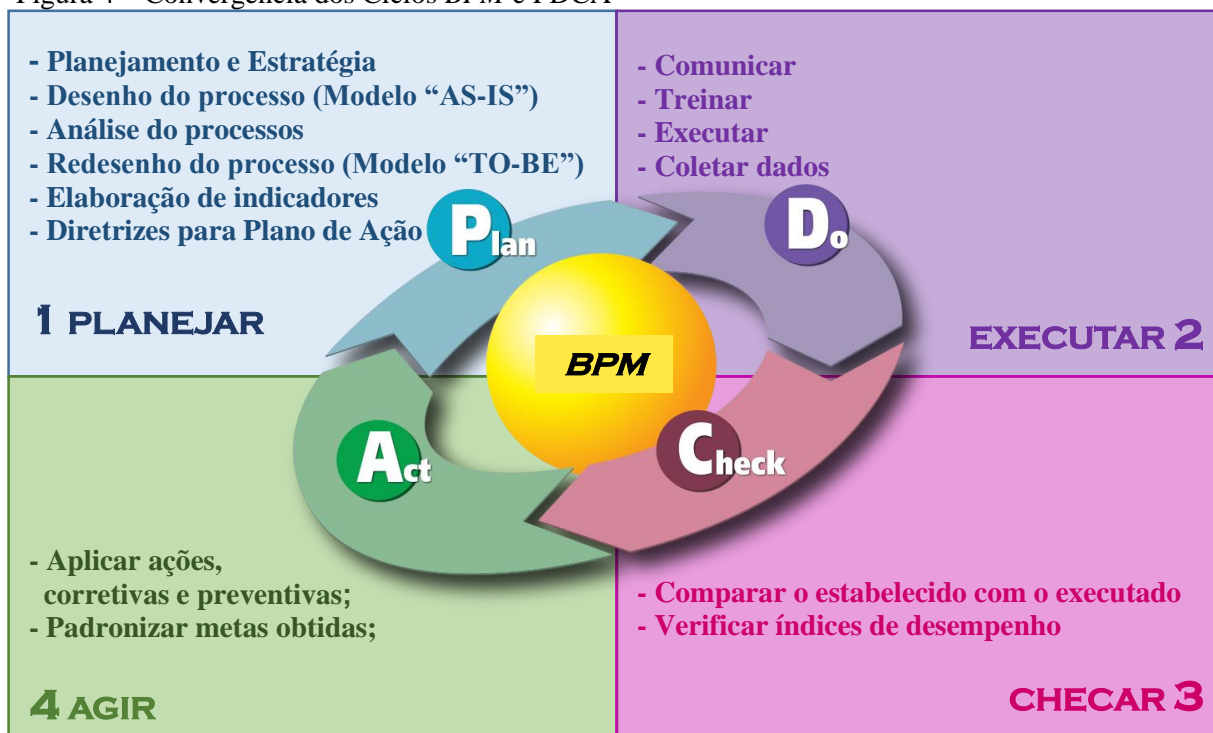 Figura 4 – Convergência dos Ciclos BPM e PDCA
- Planejamento e Estratégia
- Desenho do processo (Modelo “AS-IS”)
- Análise do processos
- Redesenho do processo (Modelo “TO-BE”)
- Elaboração de indicadores
- Diretrizes para Plano de Ação
Plan
1 PLANEJAR
- Comunicar
- Treinar
- Executar
- Coletar dados
Do
EXECUTAR 2
BPM
Act
- Aplicar ações,
corretivas e preventivas;
- Padronizar metas obtidas;
4 AGIR
Check
- Comparar o estabelecido com o executado
- Verificar índices de desempenho
CHECAR 3